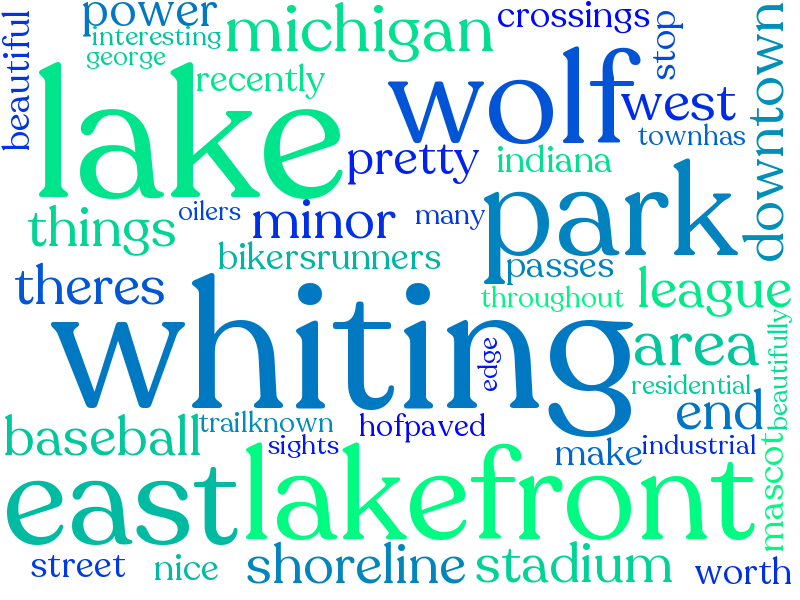 beautiful
power
interesting
george
michigan
crossings
stop
downtown
lake
recently
wolf
west
townhas
pretty
indiana
park
things
oilers
minor
many
bikersrunners
passes
theres
throughout
league
whiting
edge
area
beautifully
residential
baseball
trailknown
sights
hofpaved
end
make
industrial
mascot
east
lakefront
street
nice
shoreline
stadium
worth